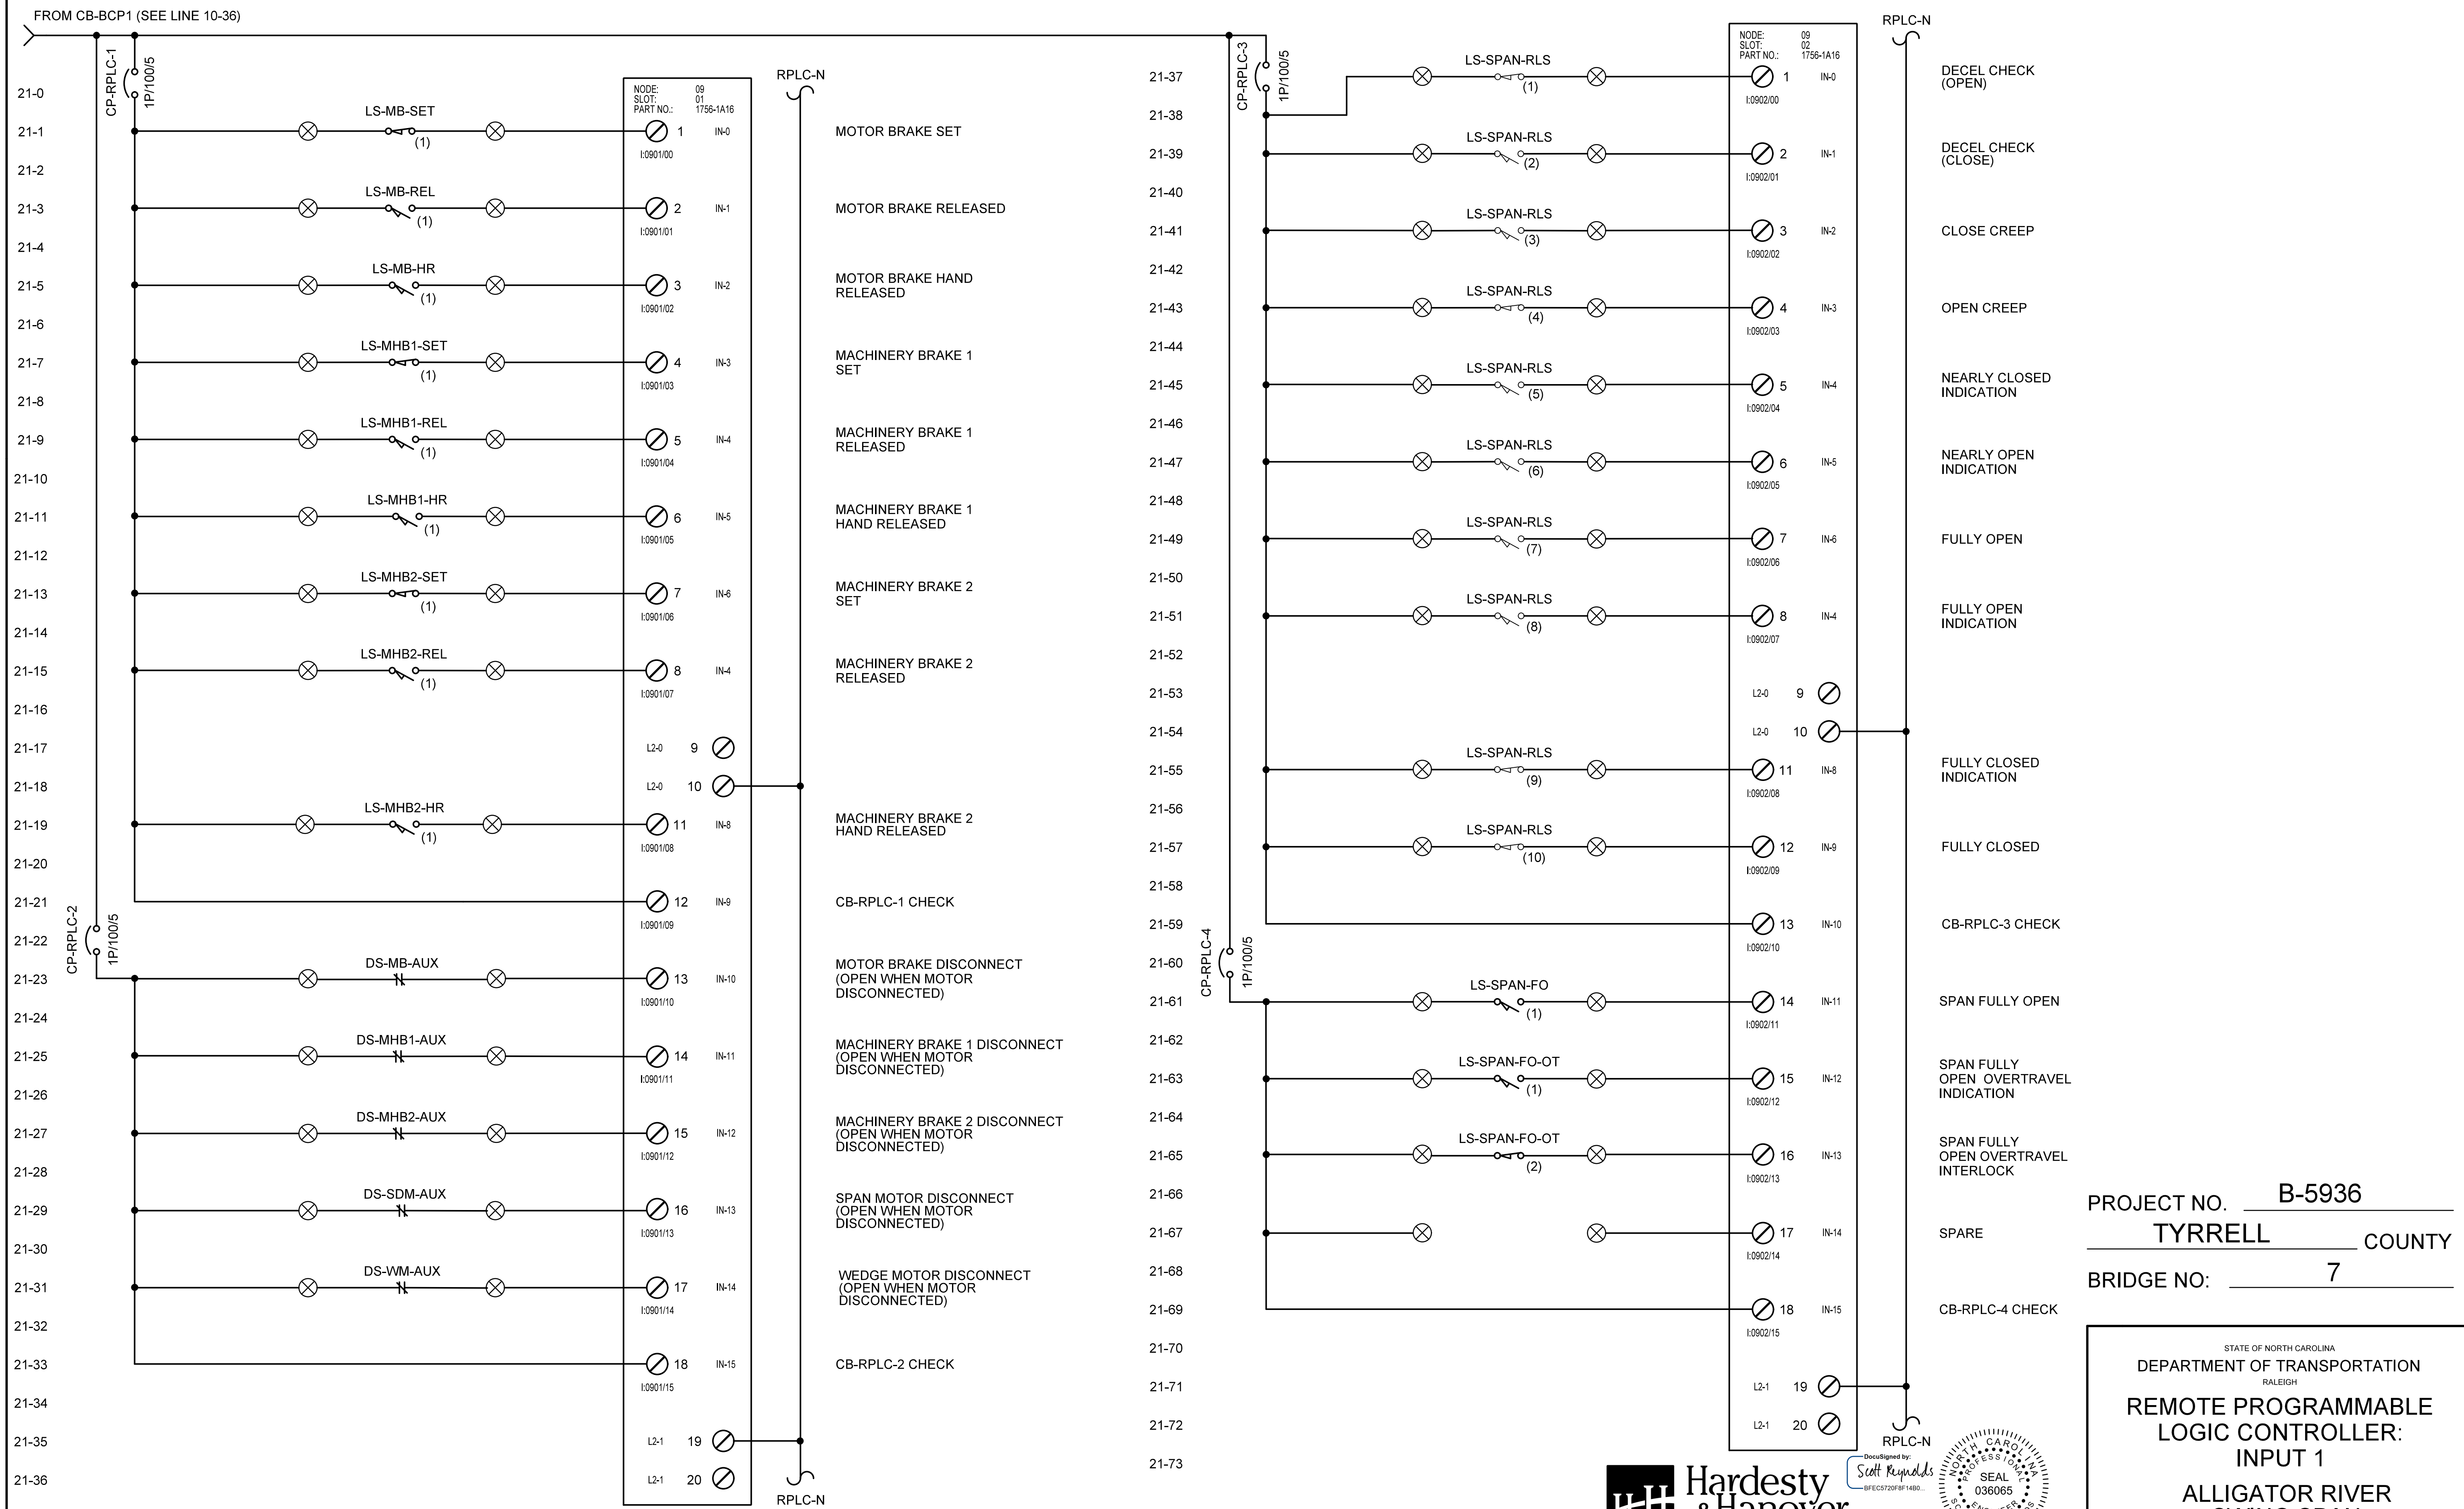 FROM CB-BCP1 (SEE LINE 10-36)
CP-RPLC-1
1P/100/5
NODE: 09
SLOT: 01
PART NO.: 1756-1A16
RPLC-N
21-0
21-1
LS-MB-SET
(1)
1 IN-0
I:0901/00
MOTOR BRAKE SET
21-2
21-3
LS-MB-REL
(1)
2 IN-1
I:0901/01
MOTOR BRAKE RELEASED
21-4
21-5
LS-MB-HR
(1)
3 IN-2
I:0901/02
MOTOR BRAKE HAND
RELEASED
21-6
21-7
LS-MHB1-SET
(1)
4 IN-3
I:0901/03
MACHINERY BRAKE 1
SET
21-8
21-9
LS-MHB1-REL
(1)
5 IN-4
I:0901/04
MACHINERY BRAKE 1
RELEASED
21-10
21-11
LS-MHB1-HR
(1)
6 IN-5
I:0901/05
MACHINERY BRAKE 1
HAND RELEASED
21-12
21-13
LS-MHB2-SET
(1)
7 IN-6
I:0901/06
MACHINERY BRAKE 2
SET
21-14
21-15
LS-MHB2-REL
(1)
8 IN-4
I:0901/07
MACHINERY BRAKE 2
RELEASED
21-16
21-17
L2-0 9
21-18
L2-0 10
21-19
LS-MHB2-HR
(1)
11 IN-8
I:0901/08
MACHINERY BRAKE 2
HAND RELEASED
21-20
21-21
12 IN-9
I:0901/09
CB-RPLC-1 CHECK
CP-RPLC-2
1P/100/5
21-22
21-23
DS-MB-AUX
13 IN-10
I:0901/10
MOTOR BRAKE DISCONNECT
(OPEN WHEN MOTOR
DISCONNECTED)
21-24
21-25
DS-MHB1-AUX
14 IN-11
I:0901/11
MACHINERY BRAKE 1 DISCONNECT
(OPEN WHEN MOTOR
DISCONNECTED)
21-26
21-27
DS-MHB2-AUX
15 IN-12
I:0901/12
MACHINERY BRAKE 2 DISCONNECT
(OPEN WHEN MOTOR
DISCONNECTED)
21-28
21-29
DS-SDM-AUX
16 IN-13
I:0901/13
SPAN MOTOR DISCONNECT
(OPEN WHEN MOTOR
DISCONNECTED)
21-30
21-31
DS-WM-AUX
17 IN-14
I:0901/14
WEDGE MOTOR DISCONNECT
(OPEN WHEN MOTOR
DISCONNECTED)
21-32
21-33
18 IN-15
I:0901/15
CB-RPLC-2 CHECK
21-34
21-35
L2-1 19
21-36
L2-1 20
RPLC-N
CP-RPLC-3
1P/100/5
NODE: 09
SLOT: 02
PART NO.: 1756-1A16
RPLC-N
21-37
LS-SPAN-RLS
(1)
1 IN-0
I:0902/00
DECEL CHECK
(OPEN)
21-38
21-39
LS-SPAN-RLS
(2)
2 IN-1
I:0902/01
DECEL CHECK
(CLOSE)
21-40
21-41
LS-SPAN-RLS
(3)
3 IN-2
I:0902/02
CLOSE CREEP
21-42
21-43
LS-SPAN-RLS
(4)
4 IN-3
I:0902/03
OPEN CREEP
21-44
21-45
LS-SPAN-RLS
(5)
5 IN-4
I:0902/04
NEARLY CLOSED
INDICATION
21-46
21-47
LS-SPAN-RLS
(6)
6 IN-5
I:0902/05
NEARLY OPEN
INDICATION
21-48
21-49
LS-SPAN-RLS
(7)
7 IN-6
I:0902/06
FULLY OPEN
21-50
21-51
LS-SPAN-RLS
(8)
8 IN-4
I:0902/07
FULLY OPEN
INDICATION
21-52
21-53
L2-0 9
21-54
L2-0 10
21-55
LS-SPAN-RLS
(9)
11 IN-8
I:0902/08
FULLY CLOSED
INDICATION
21-56
21-57
LS-SPAN-RLS
(10)
12 IN-9
I:0902/09
FULLY CLOSED
21-58
21-59
13 IN-10
I:0902/10
CB-RPLC-3 CHECK
CP-RPLC-4
1P/100/5
21-60
21-61
LS-SPAN-FO
(1)
14 IN-11
I:0902/11
SPAN FULLY OPEN
21-62
21-63
LS-SPAN-FO-OT
(1)
15 IN-12
I:0902/12
SPAN FULLY
OPEN OVERTRAVEL
INDICATION
21-64
21-65
LS-SPAN-FO-OT
(2)
16 IN-13
I:0902/13
SPAN FULLY
OPEN OVERTRAVEL
INTERLOCK
21-66
21-67
17 IN-14
I:0902/14
SPARE
21-68
21-69
18 IN-15
I:0902/15
CB-RPLC-4 CHECK
21-70
21-71
L2-1 19
21-72
L2-1 20
21-73
RPLC-N
PROJECT NO. B-5936
TYRRELL COUNTY
BRIDGE NO: 7
STATE OF NORTH CAROLINA
DEPARTMENT OF TRANSPORTATION
RALEIGH
REMOTE PROGRAMMABLE
LOGIC CONTROLLER:
INPUT 1
ALLIGATOR RIVER
SWING SPAN
Hardesty
& Hanover
DocuSigned by:
Scott Reynolds
BFEC5720F8F14B0...
NORTH CAROLINA
PROFESSIONAL
SEAL
036065
ENGINEER